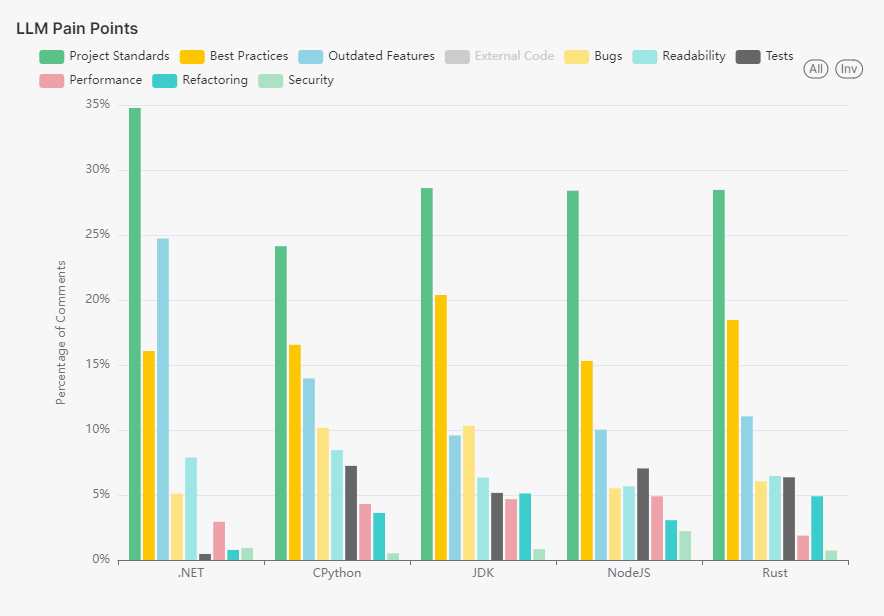 LLM Pain Points
Project Standards Best Practices Outdated Features External Code Bugs Readability Tests
Performance Refactoring Security
All Inv
35%
30%
25%
20%
15%
10%
5%
0%
Percentage of Comments
.NET CPython JDK NodeJS Rust